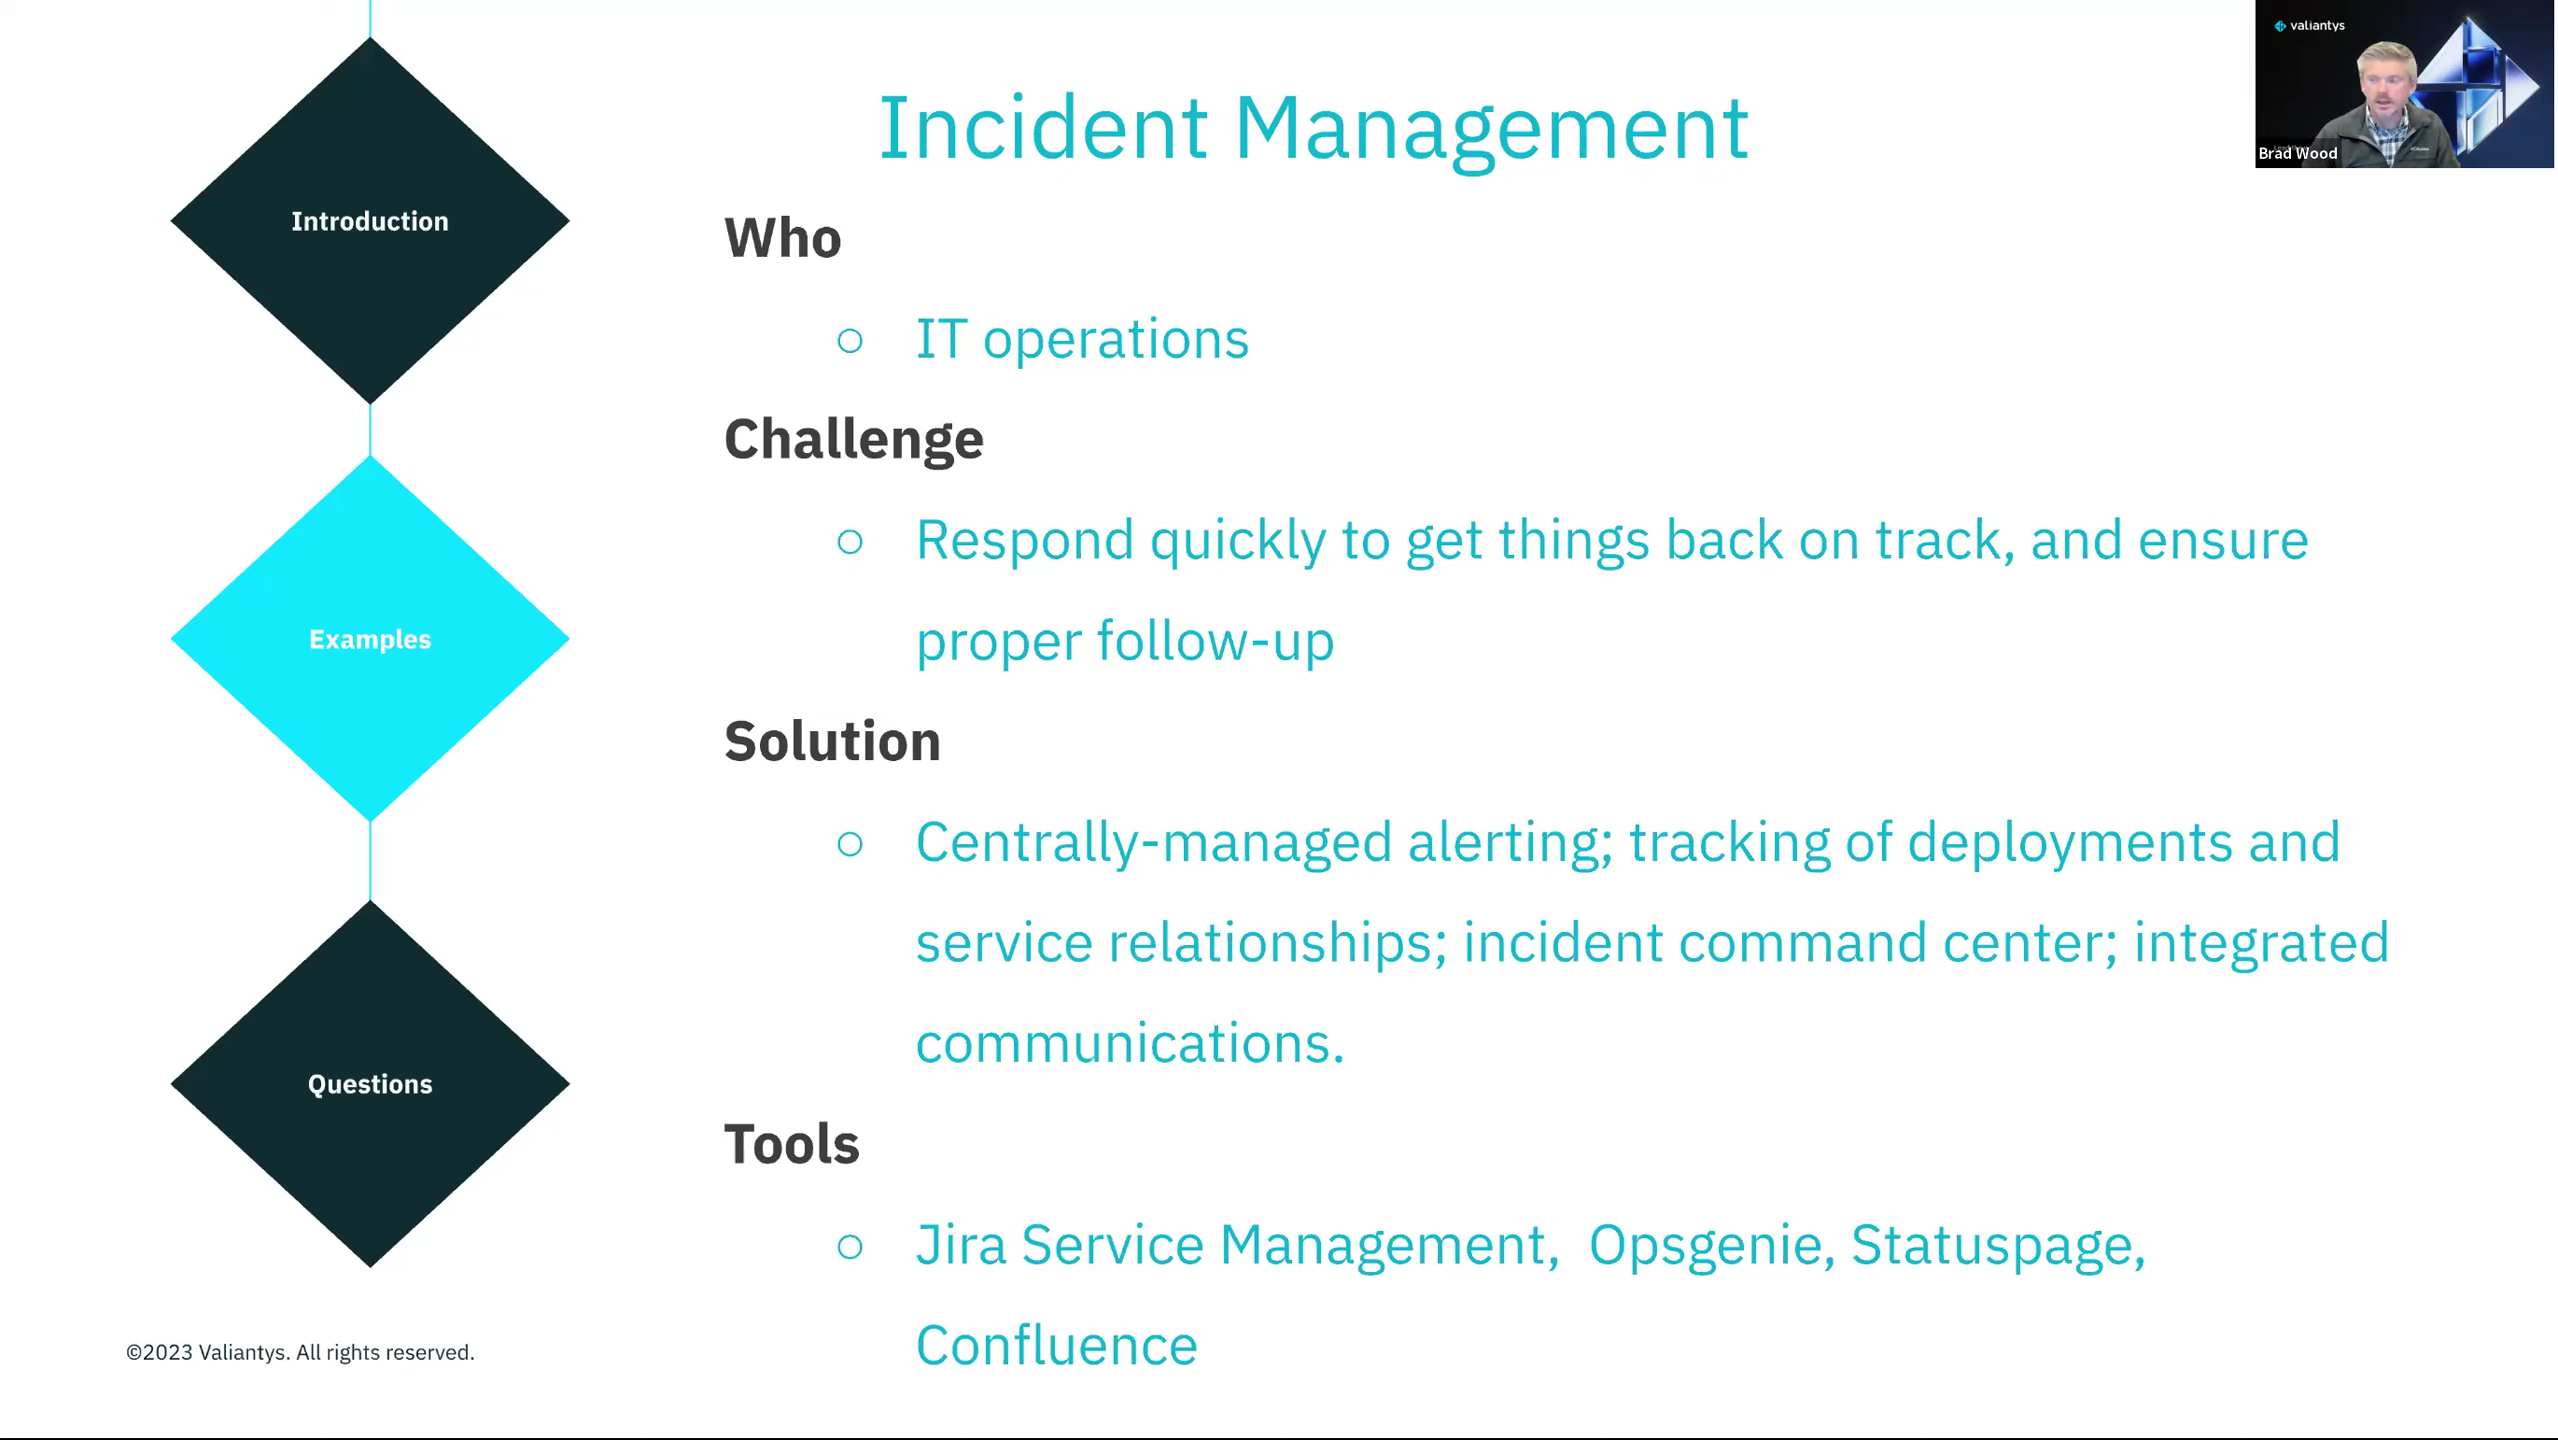 Introduction
Examples
Questions
©2023 Valiantys. All rights reserved.
Incident Management
Who
○ IT operations
Challenge
○ Respond quickly to get things back on track, and ensure
proper follow-up
Solution
○ Centrally-managed alerting; tracking of deployments and
service relationships; incident command center; integrated
communications.
Tools
○ Jira Service Management,  Opsgenie, Statuspage,
Confluence
valiantys
Brad Wood